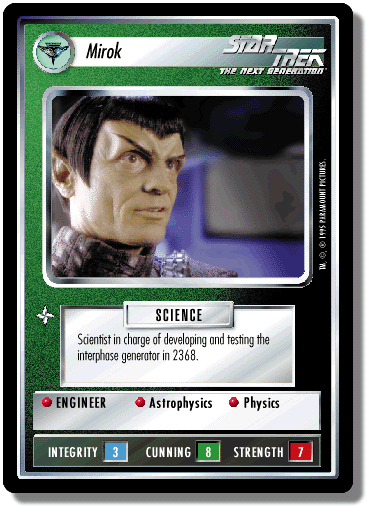 Mirok
STAR TREK
THE NEXT GENERATION
TM, ©, ® 1995 PARAMOUNT PICTURES.
SCIENCE
Scientist in charge of developing and testing the
interphase generator in 2368.
ENGINEER Astrophysics Physics
INTEGRITY 3 CUNNING 8 STRENGTH 7